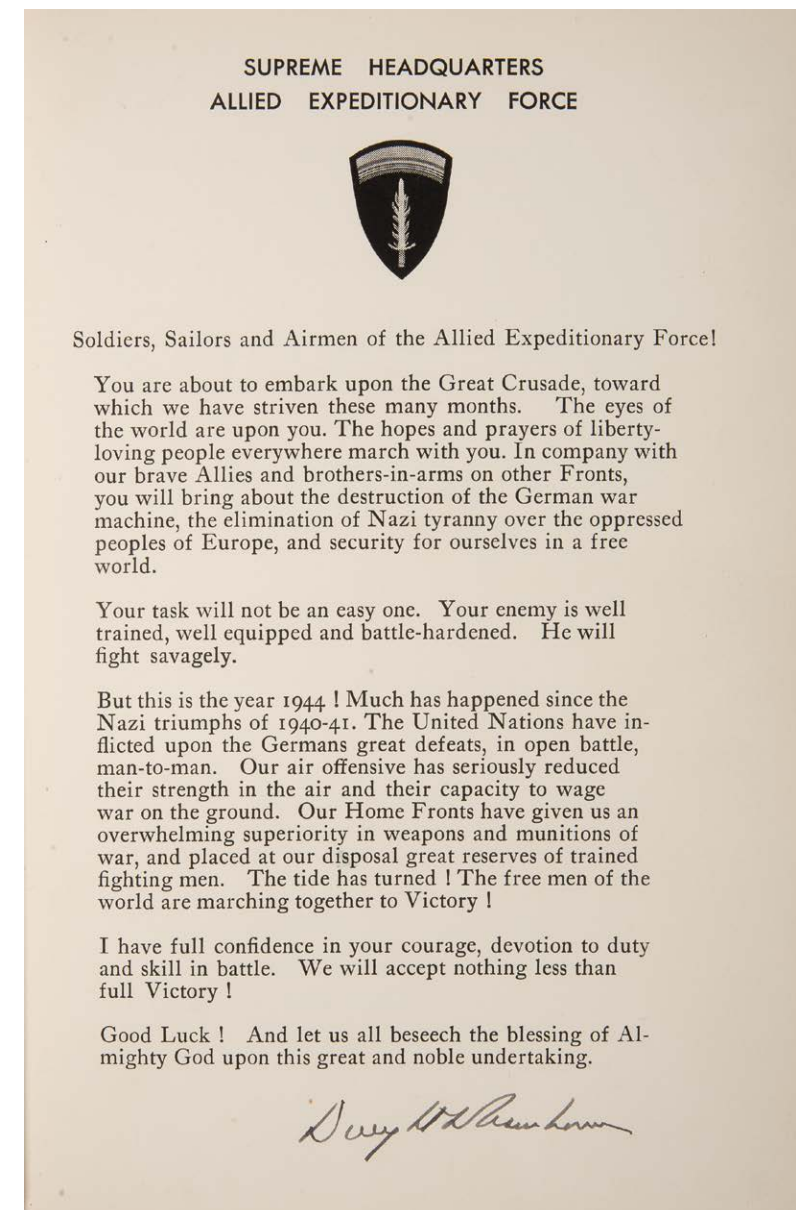 SUPREME HEADQUARTERS
ALLIED EXPEDITIONARY FORCE
Soldiers, Sailors and Airmen of the Allied Expeditionary Force!
You are about to embark upon the Great Crusade, toward
which we have striven these many months. The eyes of
the world are upon you. The hopes and prayers of liberty-
loving people everywhere march with you. In company with
our brave Allies and brothers-in-arms on other Fronts,
you will bring about the destruction of the German war
machine, the elimination of Nazi tyranny over the oppressed
peoples of Europe, and security for ourselves in a free
world.
Your task will not be an easy one. Your enemy is well
trained, well equipped and battle-hardened. He will
fight savagely.
But this is the year 1944 ! Much has happened since the
Nazi triumphs of 1940-41. The United Nations have in-
flicted upon the Germans great defeats, in open battle,
man-to-man. Our air offensive has seriously reduced
their strength in the air and their capacity to wage
war on the ground. Our Home Fronts have given us an
overwhelming superiority in weapons and munitions of
war, and placed at our disposal great reserves of trained
fighting men. The tide has turned ! The free men of the
world are marching together to Victory !
I have full confidence in your courage, devotion to duty
and skill in battle. We will accept nothing less than
full Victory !
Good Luck ! And let us all beseech the blessing of Al-
mighty God upon this great and noble undertaking.
Dwight D Eisenhower